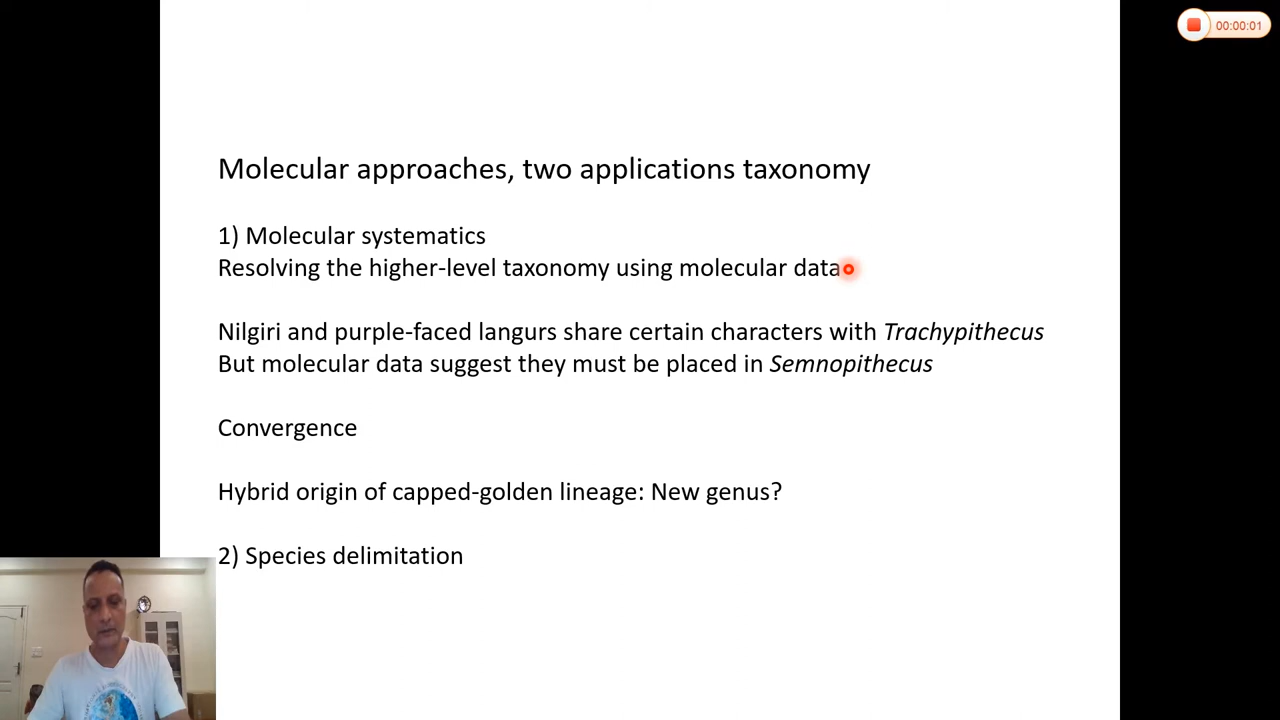 00:00:01
Molecular approaches, two applications taxonomy
1) Molecular systematics
Resolving the higher-level taxonomy using molecular data
Nilgiri and purple-faced langurs share certain characters with Trachypithecus
But molecular data suggest they must be placed in Semnopithecus
Convergence
Hybrid origin of capped-golden lineage: New genus?
2) Species delimitation